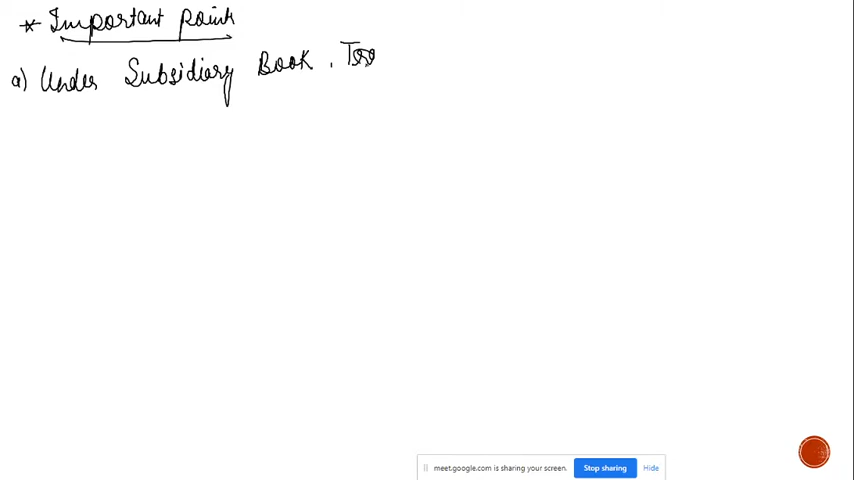 * Important point
a) Under Subsidiary Book .
meet.google.com is sharing your screen. Stop sharing Hide